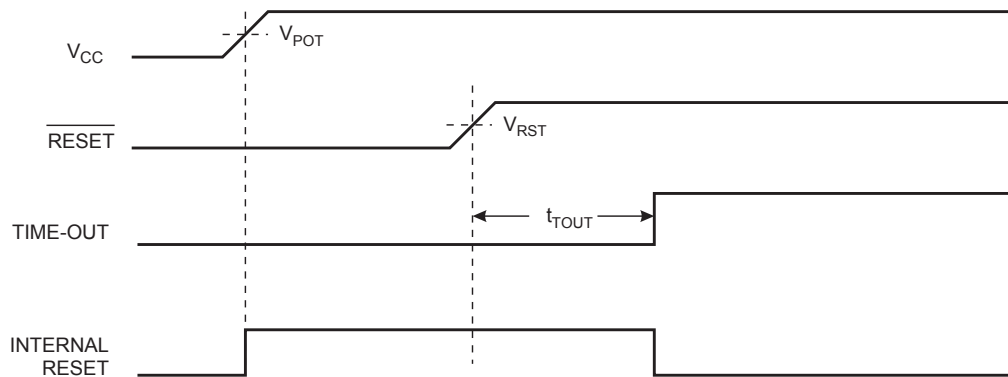 V_CC
V_POT
RESET
V_RST
TIME-OUT
t_TOUT
INTERNAL
RESET